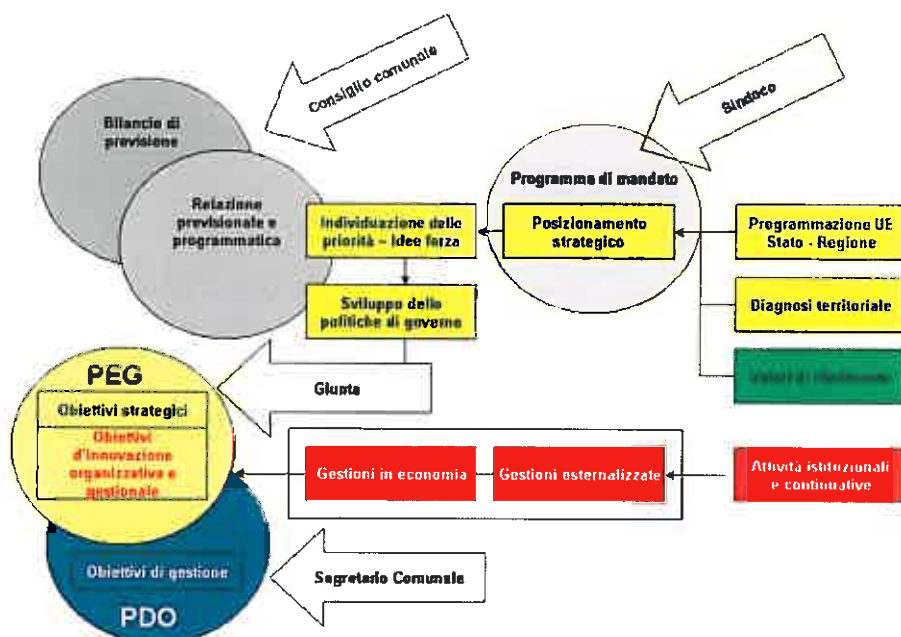 Consiglio comunale
Sindaco
Bilancio di
previsione
Relazione
previsionale e
programmatica
Programma di mandato
Individuazione delle
priorità – Idee forza
Posizionamento
strategico
Programmazione UE
Stato - Regione
Sviluppo delle
politiche di governo
Diagnosi territoriale
PEG
Giunta
Obiettivi strategici
Obiettivi
d'innovazione
organizzativa e
gestionale
Gestioni in economia
Gestioni esternalizzate
Attività istituzionali
e continuative
Obiettivi di gestione
Segretario Comunale
PDO